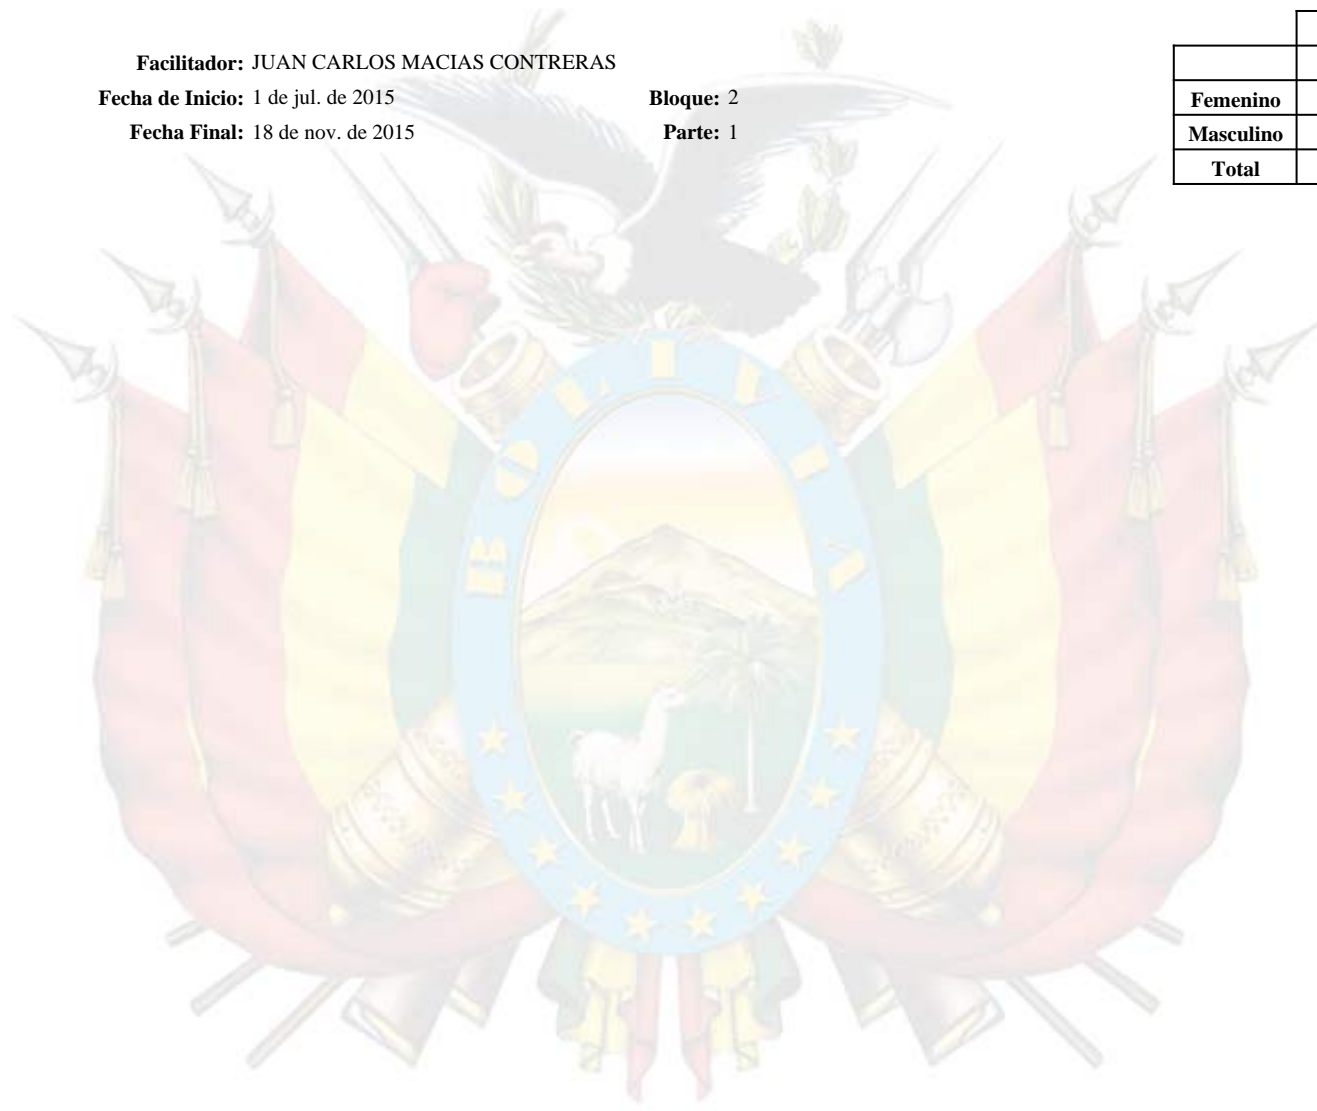 Facilitador: JUAN CARLOS MACIAS CONTRERAS
Fecha de Inicio: 1 de jul. de 2015 Bloque: 2
Fecha Final: 18 de nov. de 2015 Parte: 1
Femenino
Masculino
Total
BOLIVIA